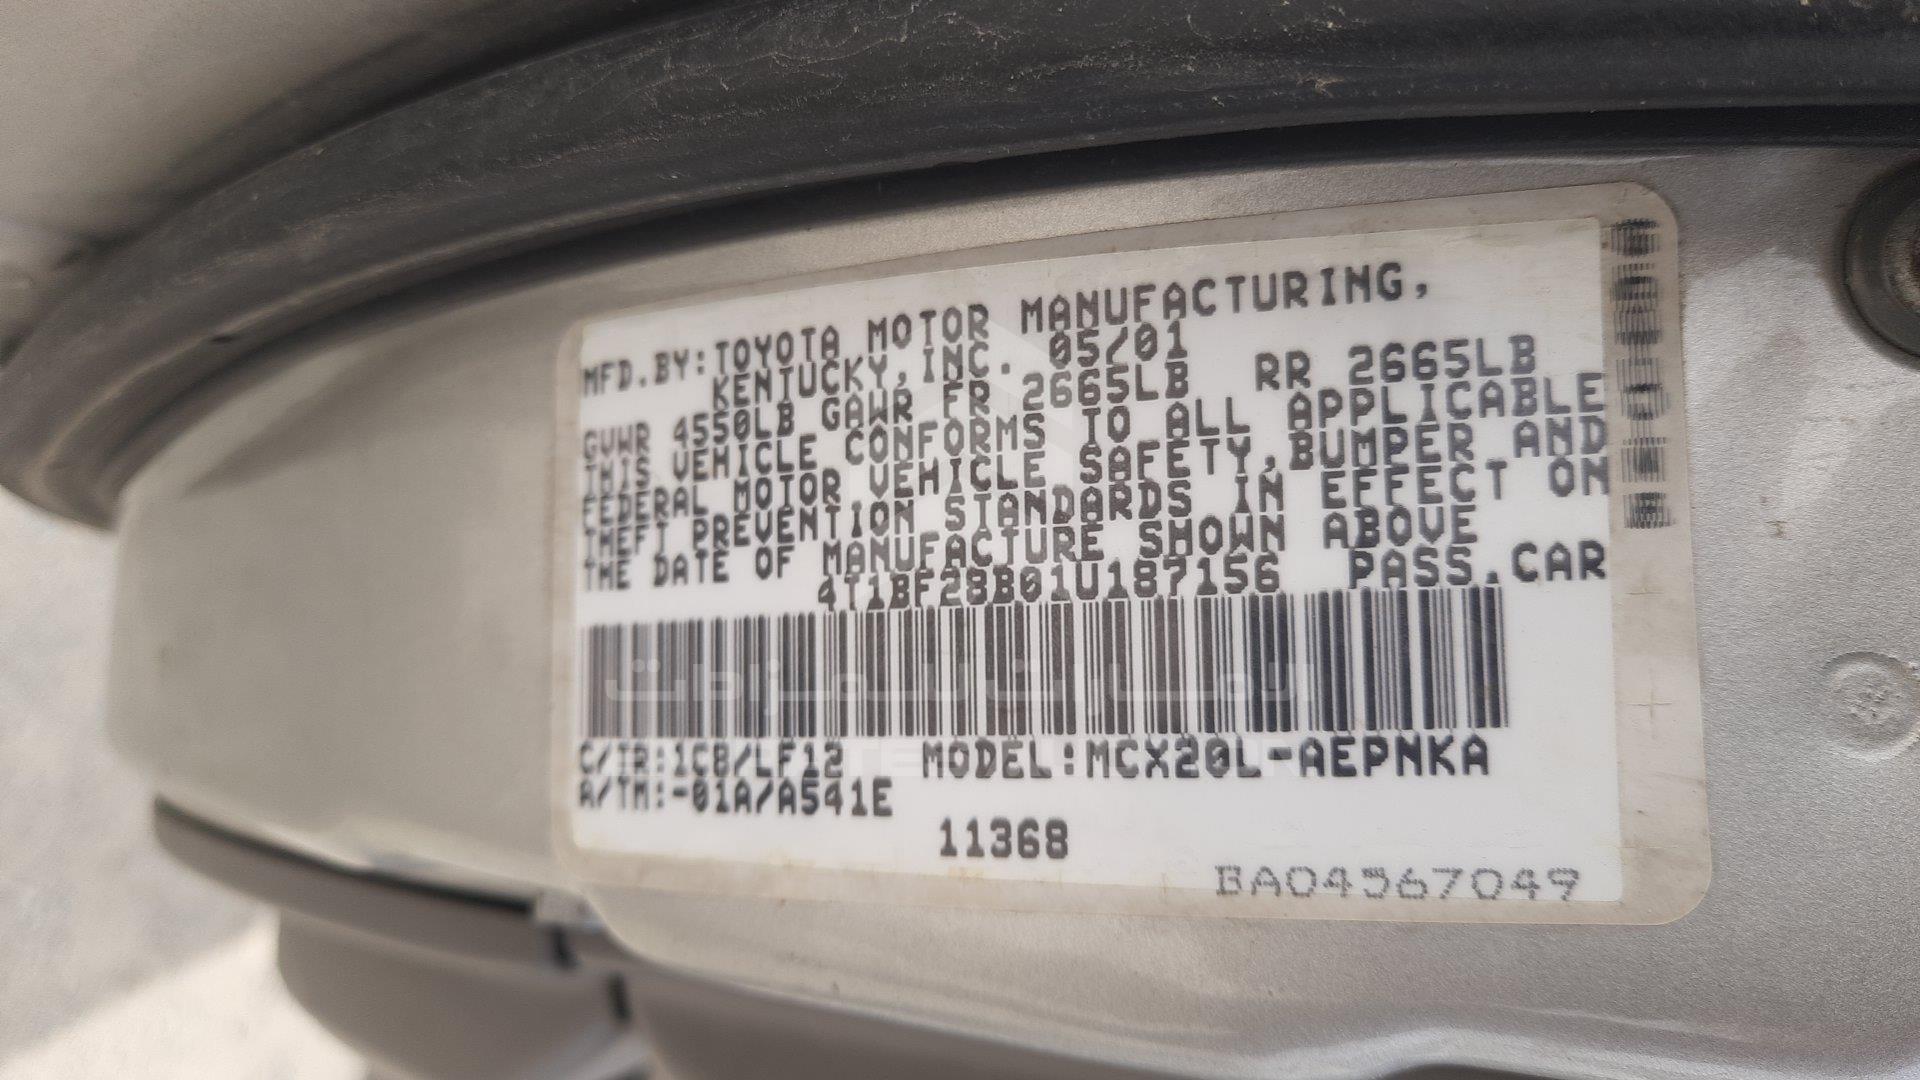 MFD.BY:TOYOTA MOTOR MANUFACTURING,
KENTUCKY,INC. 05/01
GVWR 4550LB GAWR FR 2665LB RR 2665LB
THIS VEHICLE CONFORMS TO ALL APPLICABLE
FEDERAL MOTOR VEHICLE SAFETY,BUMPER AND
THEFT PREVENTION STANDARDS IN EFFECT ON
THE DATE OF MANUFACTURE SHOWN ABOVE
4T1BF28B01U187156 PASS.CAR
الإمارات للمزادات
C/TR:1C8/LF12 MODEL:MCX20L-AEPNKA
A/TM:-01A/A541E
11368
BA04567049